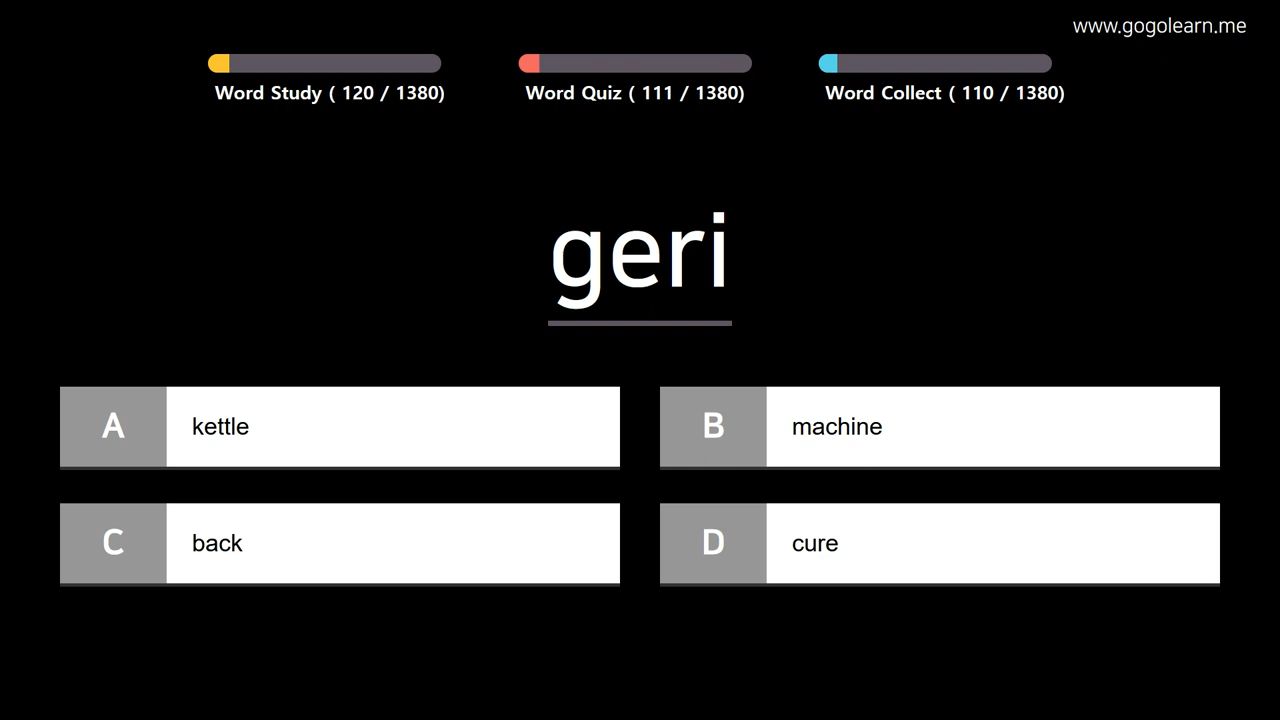 www.gogolearn.me
Word Study ( 120 / 1380)
Word Quiz ( 111 / 1380)
Word Collect ( 110 / 1380)
geri
A kettle
B machine
C back
D cure